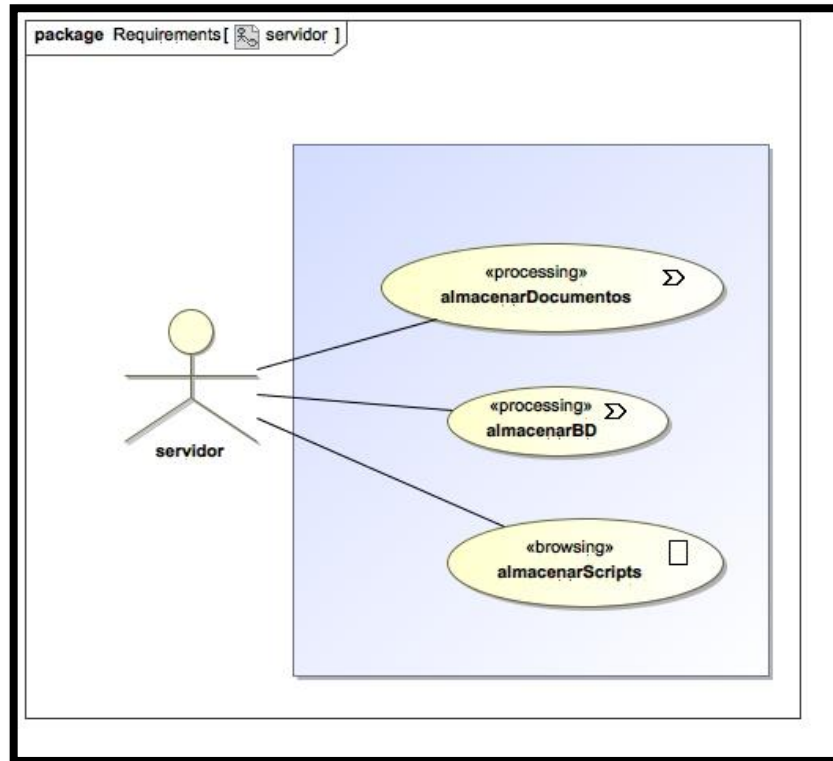 package Requirements [ servidor ]
«processing»
almacenarDocumentos
«processing»
almacenarBD
servidor
«browsing»
almacenarScripts